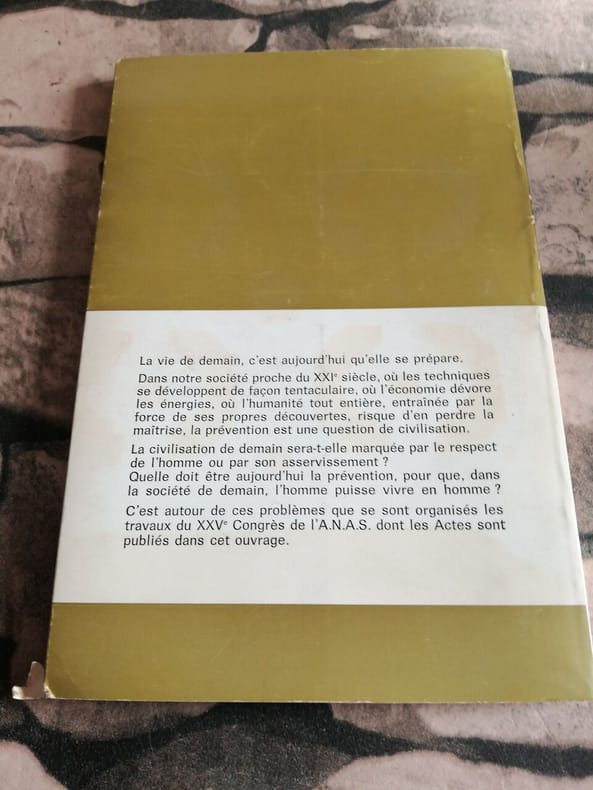 La vie de demain, c'est aujourd'hui qu'elle se prépare.
Dans notre société proche du XXIe siècle, où les techniques
se développent de façon tentaculaire, où l'économie dévore
les énergies, où l'humanité tout entière, entraînée par la
force de ses propres découvertes, risque d'en perdre la
maîtrise, la prévention est une question de civilisation.
La civilisation de demain sera-t-elle marquée par le respect
de l'homme ou par son asservissement ?
Quelle doit être aujourd'hui la prévention, pour que, dans
la société de demain, l'homme puisse vivre en homme ?
C'est autour de ces problèmes que se sont organisés les
travaux du XXVe Congrès de l'A.N.A.S. dont les Actes sont
publiés dans cet ouvrage.